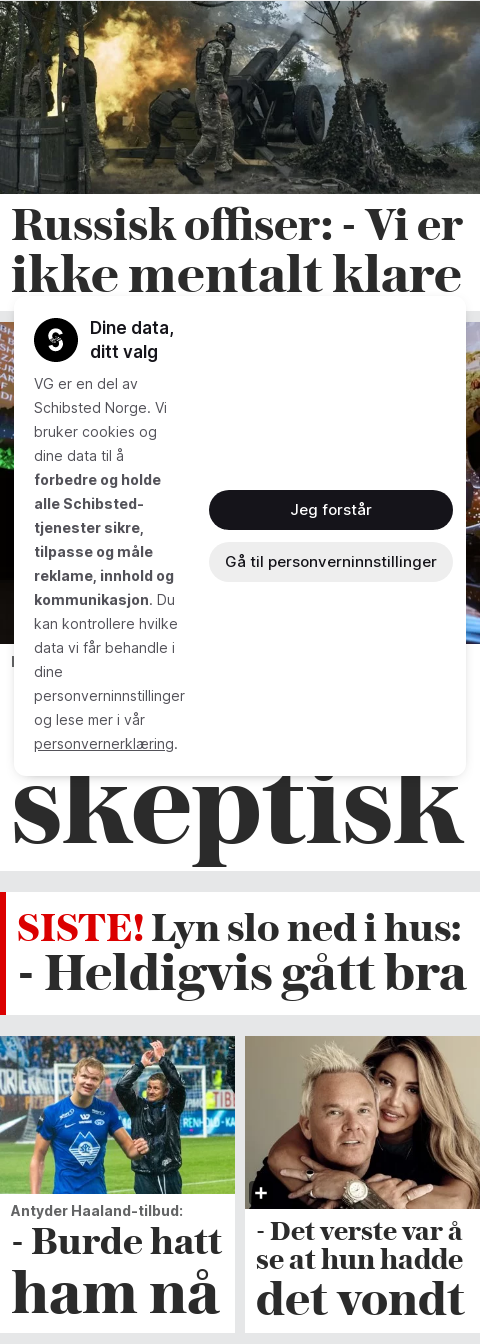 Russisk offiser: - Vi er
ikke mentalt klare
Dine data,
ditt valg
VG er en del av
Schibsted Norge. Vi
bruker cookies og
dine data til å
forbedre og holde
alle Schibsted-
tjenester sikre,
tilpasse og måle
reklame, innhold og
kommunikasjon. Du
kan kontrollere hvilke
data vi får behandle i
dine
personverninnstillinger
og lese mer i vår
personvernerklæring.
Jeg forstår
Gå til personverninnstillinger
skeptisk
SISTE! Lyn slo ned i hus:
- Heldigvis gått bra
Antyder Haaland-tilbud:
- Burde hatt
ham nå
- Det verste var å
se at hun hadde
det vondt